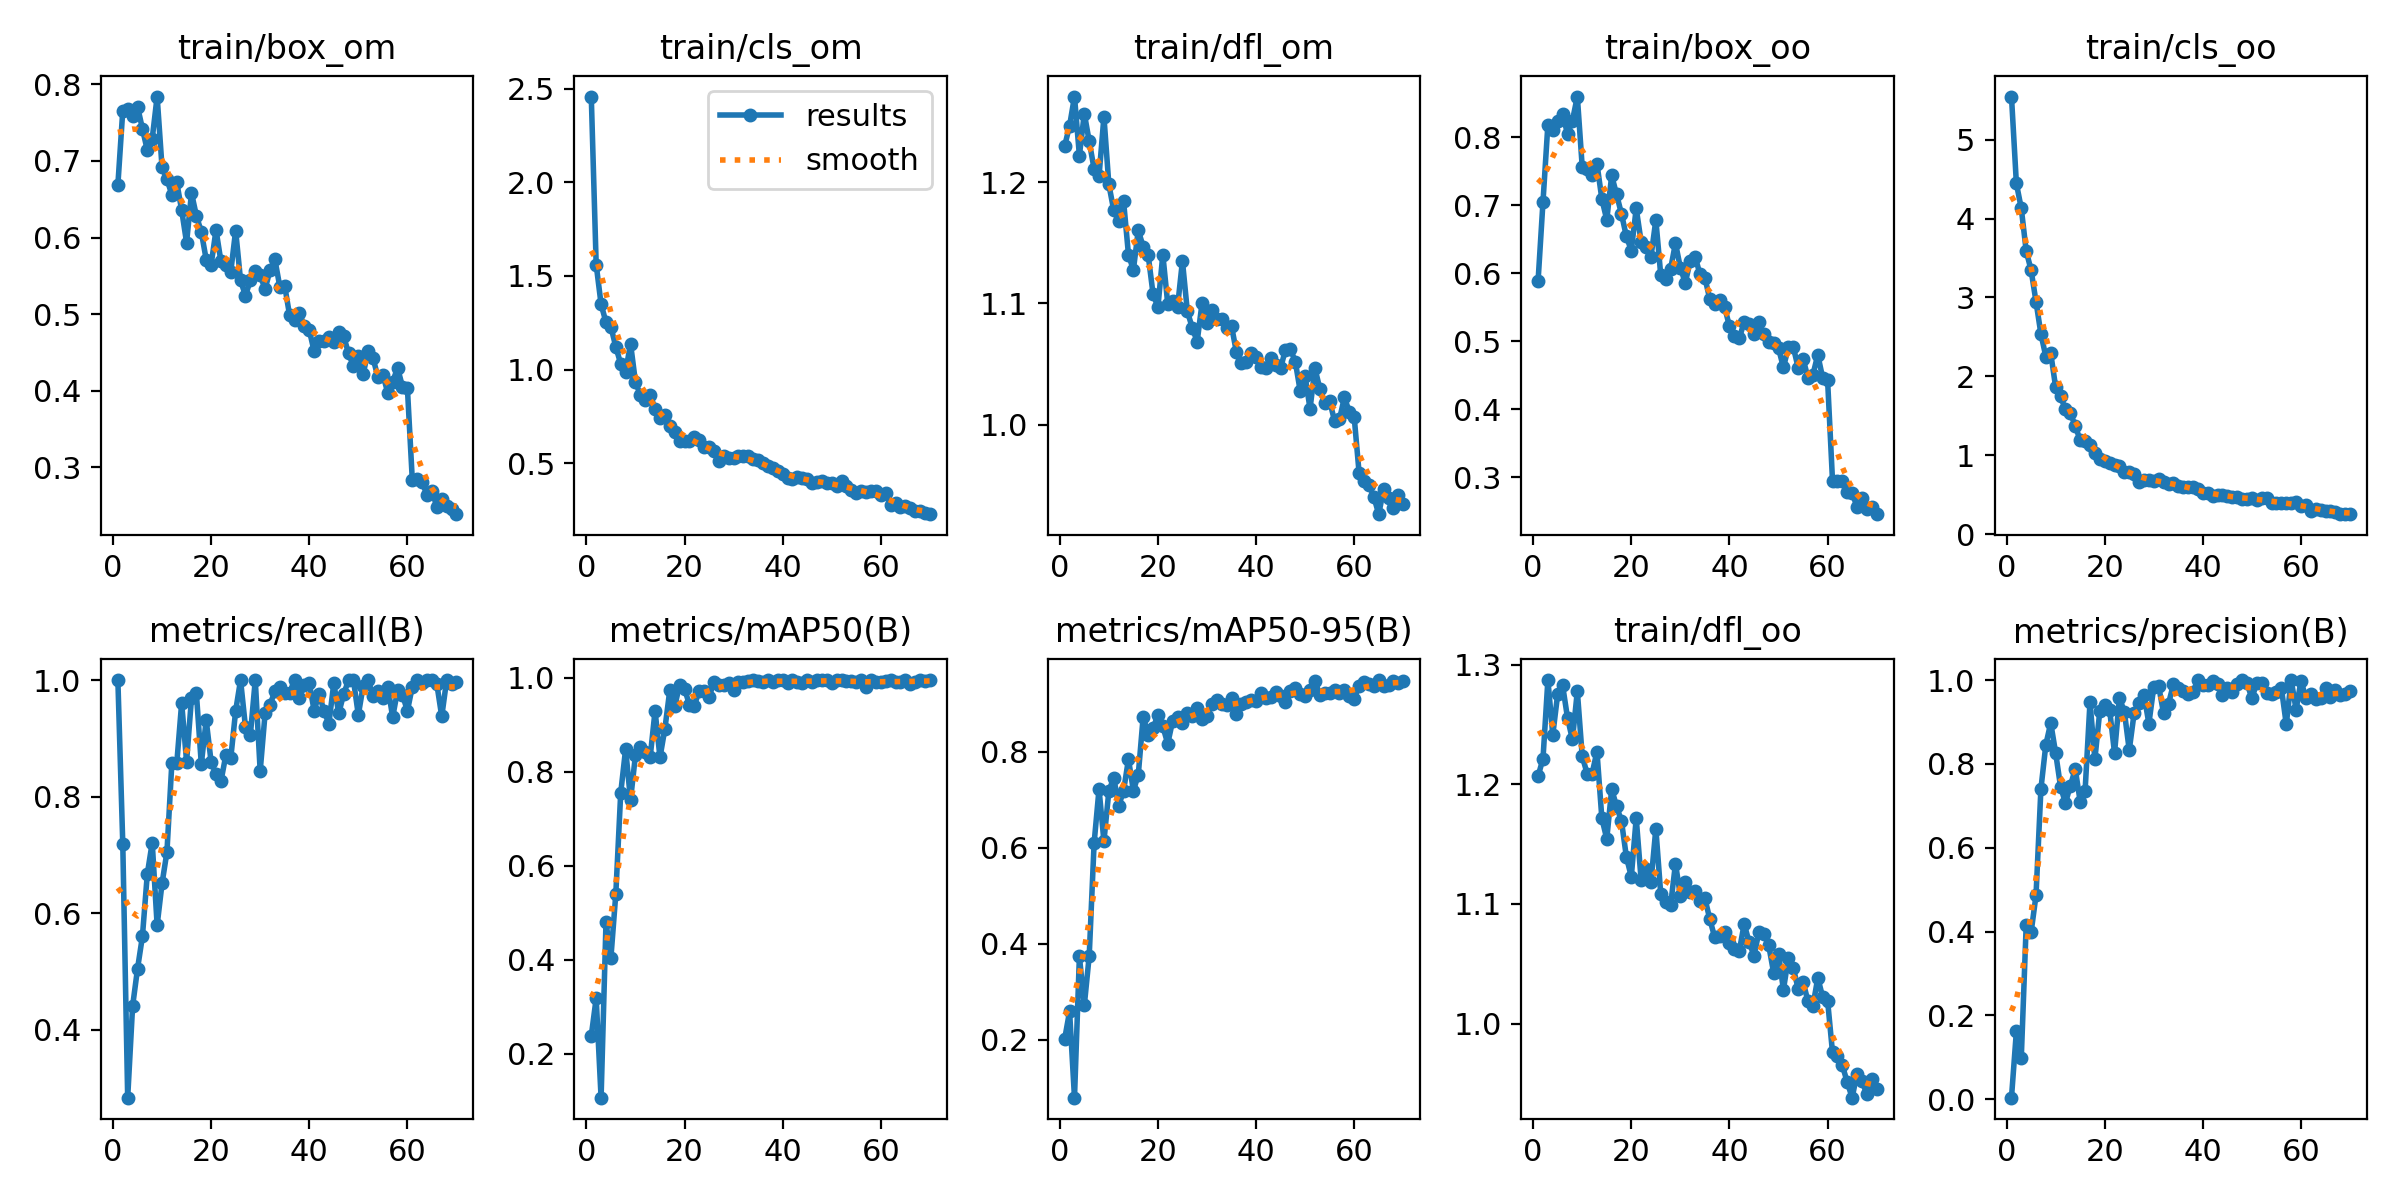 train/box_om
train/cls_om
train/dfl_om
train/box_oo
train/cls_oo
0.8
0.7
0.6
0.5
0.4
0.3
0 20 40 60
2.5
2.0
1.5
1.0
0.5
results
smooth
0 20 40 60
1.2
1.1
1.0
0 20 40 60
0.8
0.7
0.6
0.5
0.4
0.3
0 20 40 60
5
4
3
2
1
0
0 20 40 60
metrics/recall(B)
metrics/mAP50(B)
metrics/mAP50-95(B)
train/dfl_oo
metrics/precision(B)
1.0
0.8
0.6
0.4
0 20 40 60
1.0
0.8
0.6
0.4
0.2
0 20 40 60
0.8
0.6
0.4
0.2
0 20 40 60
1.3
1.2
1.1
1.0
0 20 40 60
1.0
0.8
0.6
0.4
0.2
0.0
0 20 40 60